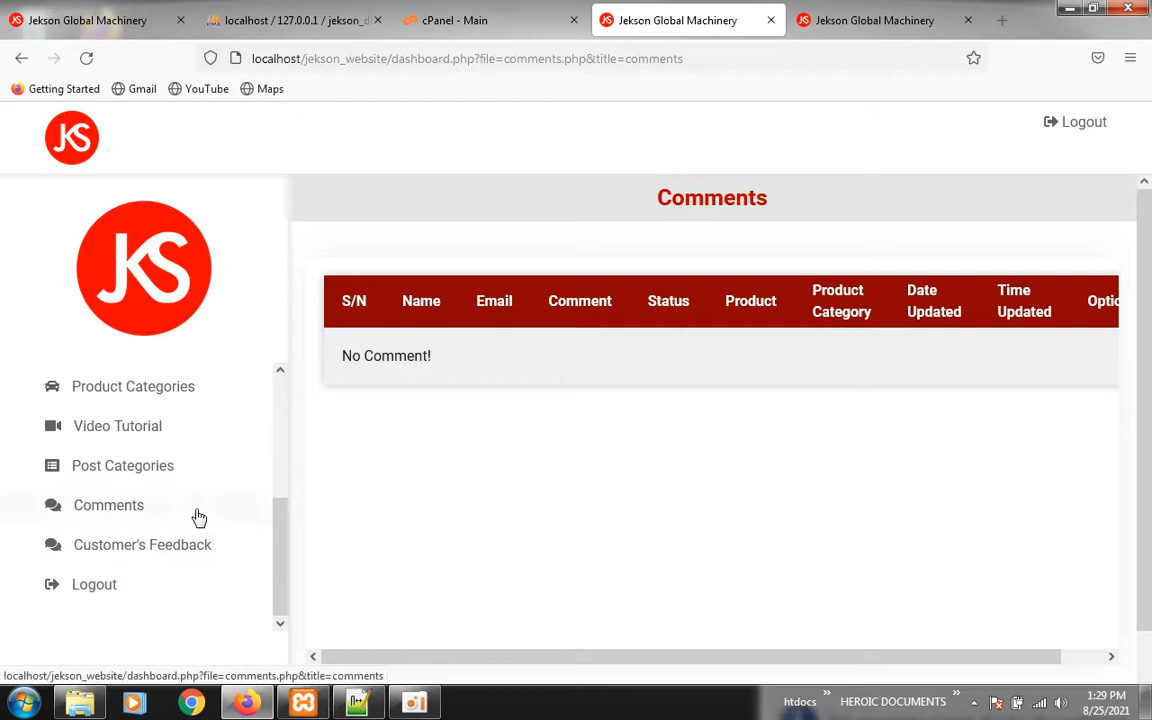 Jekson Global Machinery
localhost / 127.0.0.1 / jekson_d
cPanel - Main
Jekson Global Machinery
Jekson Global Machinery
localhost/jekson_website/dashboard.php?file=comments.php&title=comments
Getting Started
Gmail
YouTube
Maps
JKS
Logout
JKS
Comments
S/N
Name
Email
Comment
Status
Product
Product
Category
Date
Updated
Time
Updated
Optio
No Comment!
Product Categories
Video Tutorial
Post Categories
Comments
Customer's Feedback
Logout
localhost/jekson_website/dashboard.php?file=comments.php&title=comments
htdocs
HEROIC DOCUMENTS
1:29 PM
8/25/2021